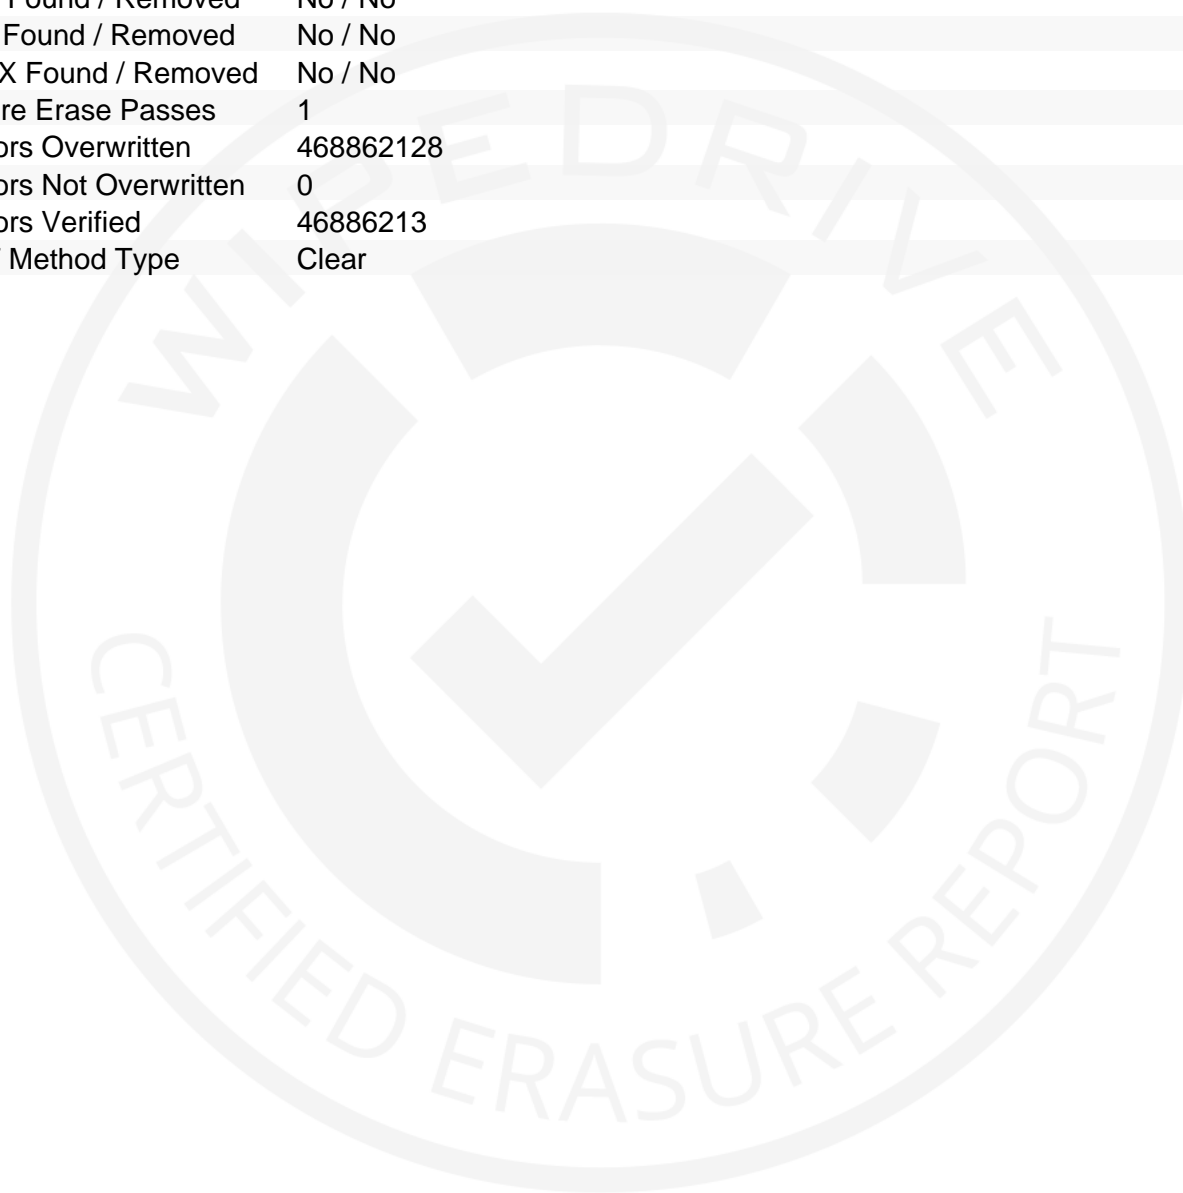 Found / Removed No / No
Found / Removed No / No
X Found / Removed No / No
re Erase Passes 1
ors Overwritten 468862128
ors Not Overwritten 0
ors Verified 46886213
Method Type Clear
WIPEDRIVE
CERTIFIED ERASURE REPORT